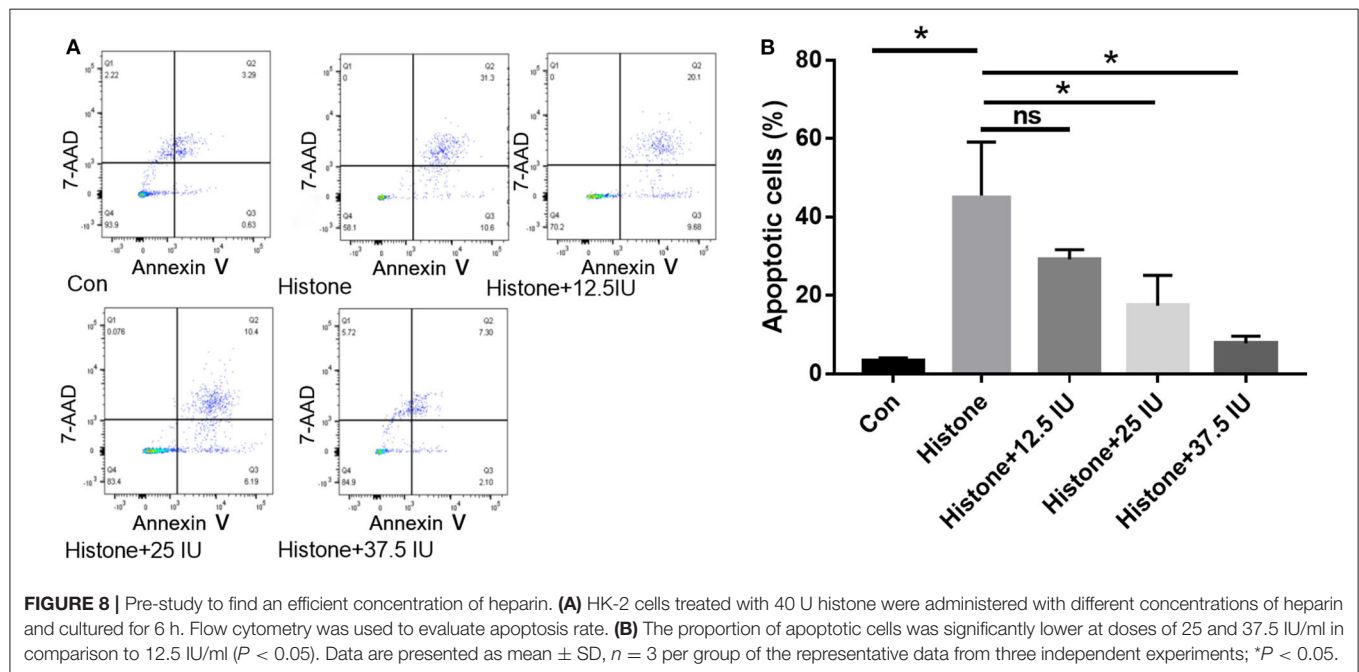 A
Q1
2.22
Q2
3.29
Q4
93.9
Q3
0.63
7-AAD
Annexin V
Con
Q1
0
Q2
31.3
Q4
58.1
Q3
10.6
7-AAD
Annexin V
Histone
Q1
0
Q2
20.1
Q4
70.2
Q3
9.68
7-AAD
Annexin V
Histone+12.5IU
Q1
0.076
Q2
10.4
Q4
83.4
Q3
6.19
7-AAD
Annexin V
Histone+25 IU
Q1
5.72
Q2
7.30
Q4
84.9
Q3
2.10
7-AAD
Annexin V
Histone+37.5 IU
B
*
*
*
ns
Apoptotic cells (%)
80
60
40
20
0
Con
Histone
Histone+12.5 IU
Histone+25 IU
Histone+37.5 IU
FIGURE 8 | Pre-study to find an efficient concentration of heparin. (A) HK-2 cells treated with 40 U histone were administered with different concentrations of heparin
and cultured for 6 h. Flow cytometry was used to evaluate apoptosis rate. (B) The proportion of apoptotic cells was significantly lower at doses of 25 and 37.5 IU/ml in
comparison to 12.5 IU/ml (P < 0.05). Data are presented as mean ± SD, n = 3 per group of the representative data from three independent experiments; *P < 0.05.